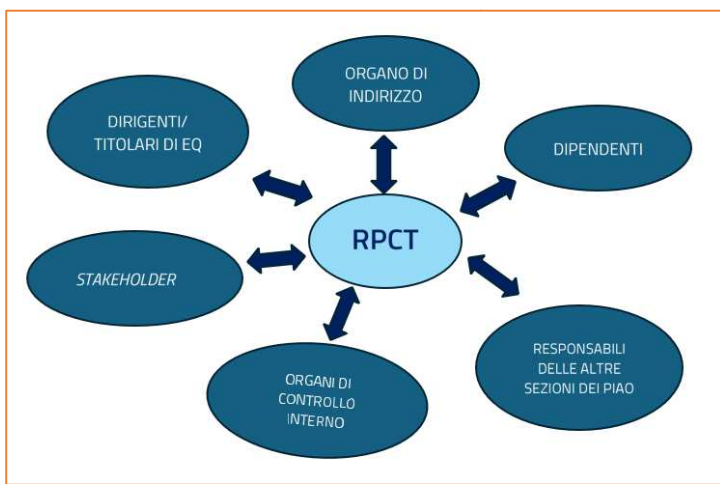 ORGANO DI
INDIRIZZO
DIRIGENTI/
TITOLARI DI EQ
DIPENDENTI
RPCT
STAKEHOLDER
RESPONSABILI
DELLE ALTRE
SEZIONI DEI PIAO
ORGANI DI
CONTROLLO
INTERNO